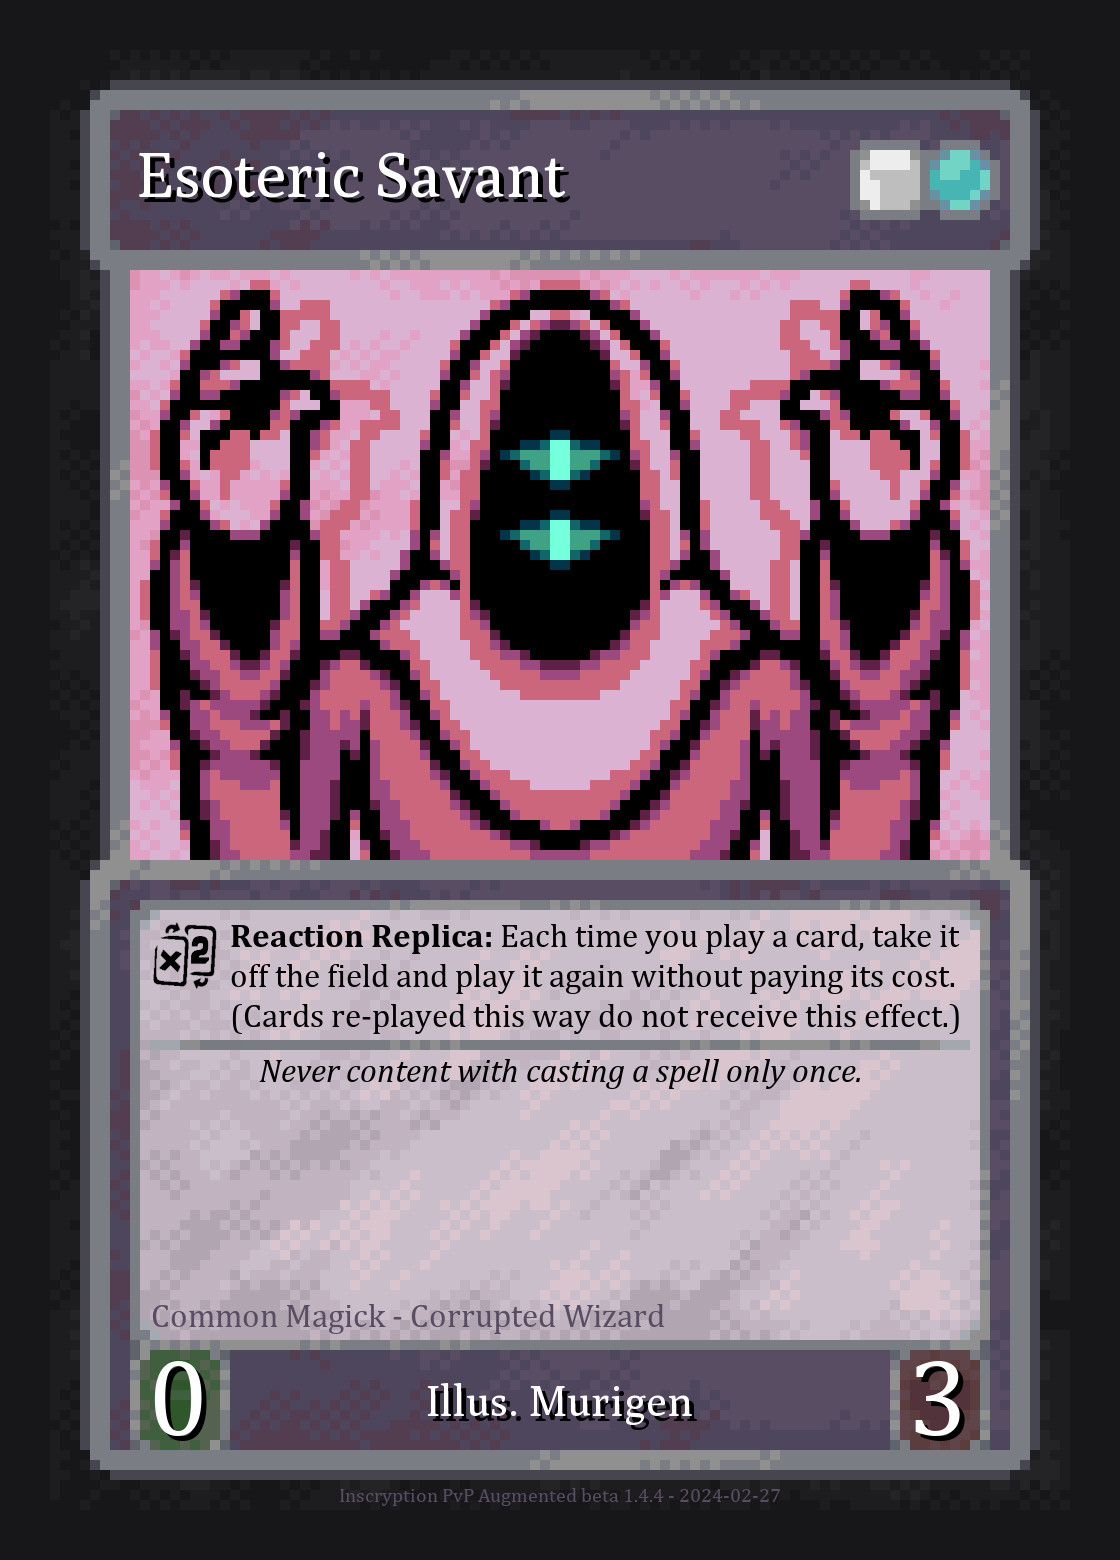 Esoteric Savant
x2
Reaction Replica: Each time you play a card, take it
off the field and play it again without paying its cost.
(Cards re-played this way do not receive this effect.)
Never content with casting a spell only once.
Common Magick - Corrupted Wizard
0
Illus. Murigen
3
Inscryption PvP Augmented beta 1.4.4 - 2024-02-27